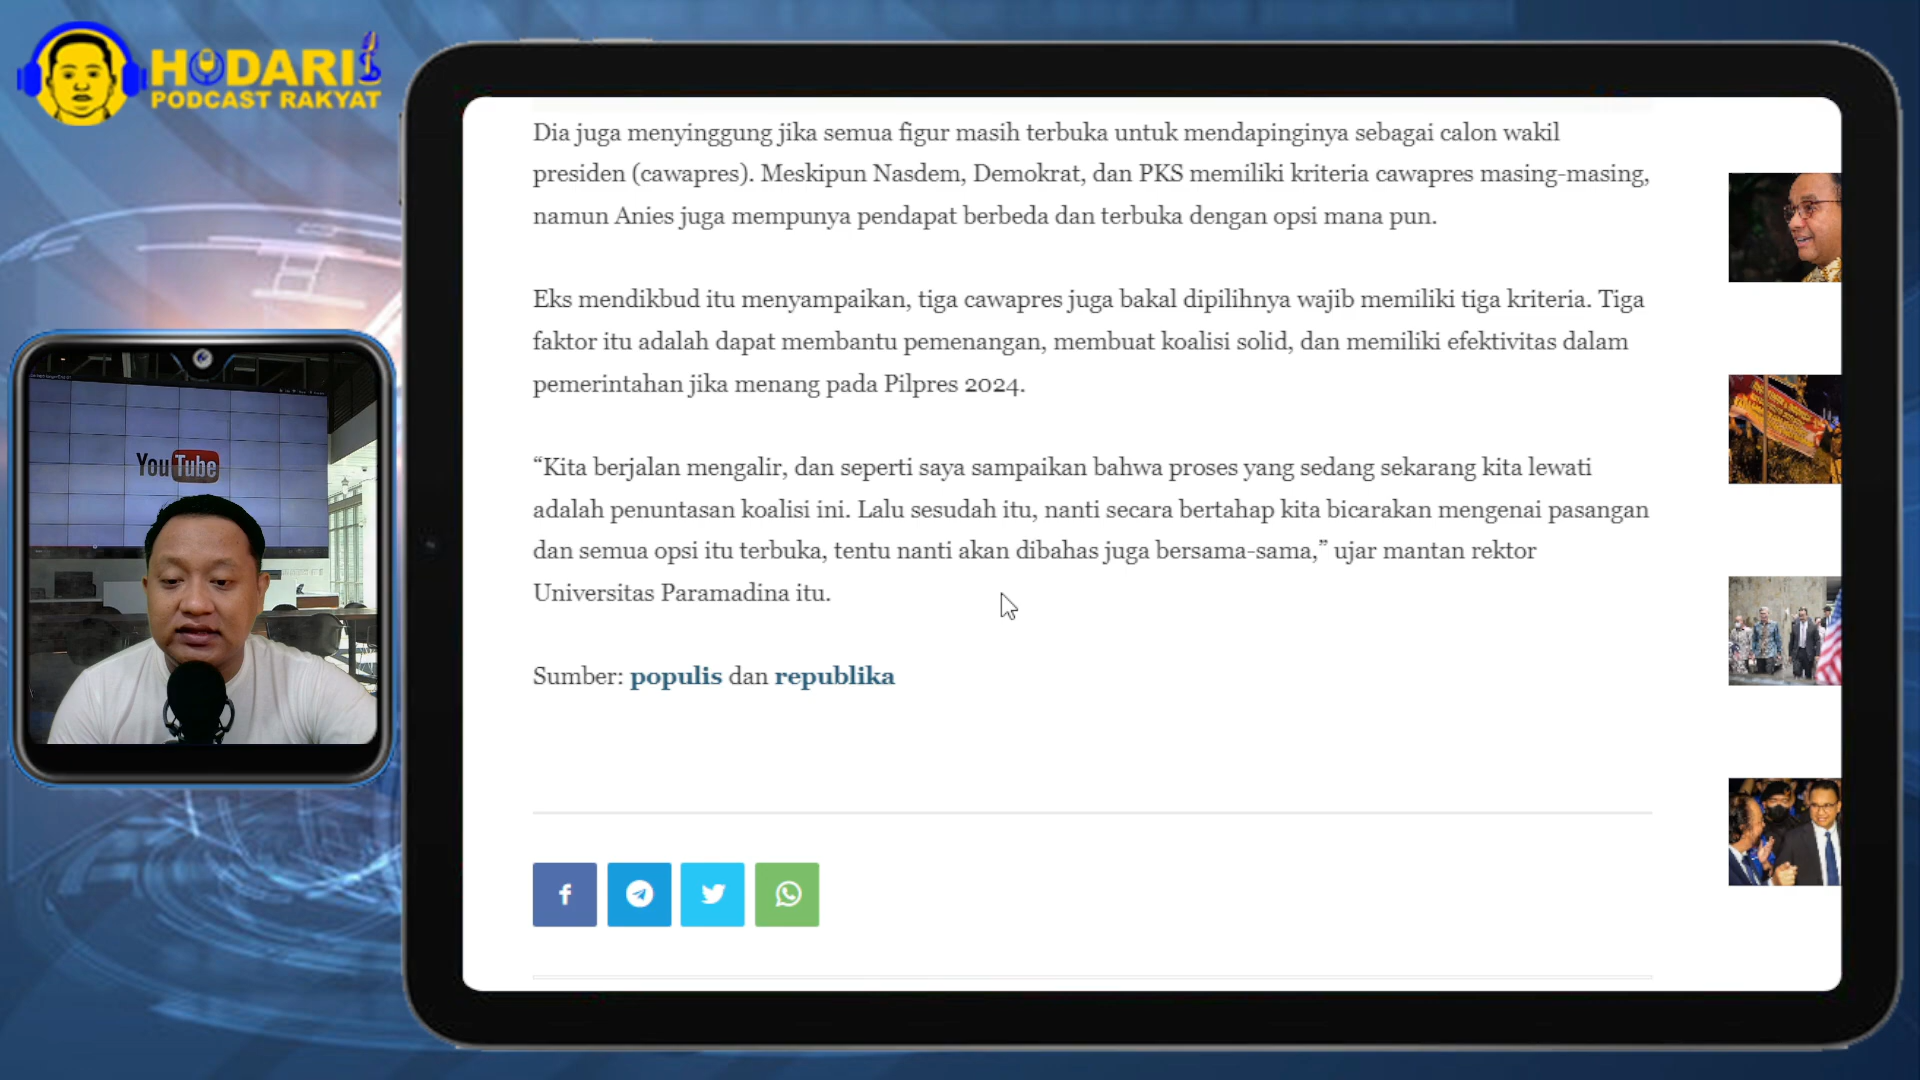 HODARI
PODCAST RAKYAT
YouTube
Dia juga menyinggung jika semua figur masih terbuka untuk mendapinginya sebagai calon wakil
presiden (cawapres). Meskipun Nasdem, Demokrat, dan PKS memiliki kriteria cawapres masing-masing,
namun Anies juga mempunya pendapat berbeda dan terbuka dengan opsi mana pun.
Eks mendikbud itu menyampaikan, tiga cawapres juga bakal dipilihnya wajib memiliki tiga kriteria. Tiga
faktor itu adalah dapat membantu pemenangan, membuat koalisi solid, dan memiliki efektivitas dalam
pemerintahan jika menang pada Pilpres 2024.
“Kita berjalan mengalir, dan seperti saya sampaikan bahwa proses yang sedang sekarang kita lewati
adalah penuntasan koalisi ini. Lalu sesudah itu, nanti secara bertahap kita bicarakan mengenai pasangan
dan semua opsi itu terbuka, tentu nanti akan dibahas juga bersama-sama,” ujar mantan rektor
Universitas Paramadina itu.
Sumber: populis dan republika